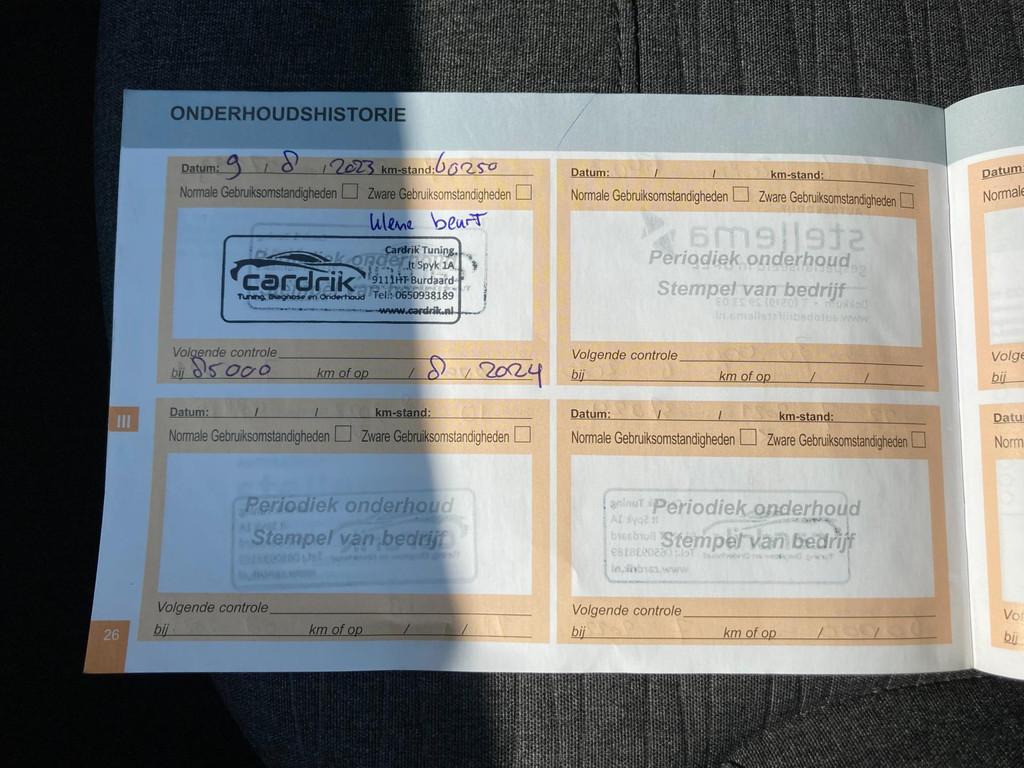 ONDERHOUDSHISTORIE
Datum: 9 / 8 / 2023 km-stand: 60250
Normale Gebruiksomstandigheden Zware Gebruiksomstandigheden
kleine beurt
Cardrik Tuning,
It Spyk 1A
9111HT Burdaard
Tel.: 0650938189
www.cardrik.nl
cardrik
Tuning, Diagnose en Onderhoud
Volgende controle
bij 85000 km of op / 8 / 2024
Datum: / / km-stand:
Normale Gebruiksomstandigheden Zware Gebruiksomstandigheden
Periodiek onderhoud
Stempel van bedrijf
Volgende controle
bij km of op / /
III
Datum: / / km-stand:
Normale Gebruiksomstandigheden Zware Gebruiksomstandigheden
Periodiek onderhoud
Stempel van bedrijf
Volgende controle
bij km of op / /
Datum: / / km-stand:
Normale Gebruiksomstandigheden Zware Gebruiksomstandigheden
Periodiek onderhoud
Stempel van bedrijf
Volgende controle
bij km of op / /
26
Datum
bij
Datu
bij